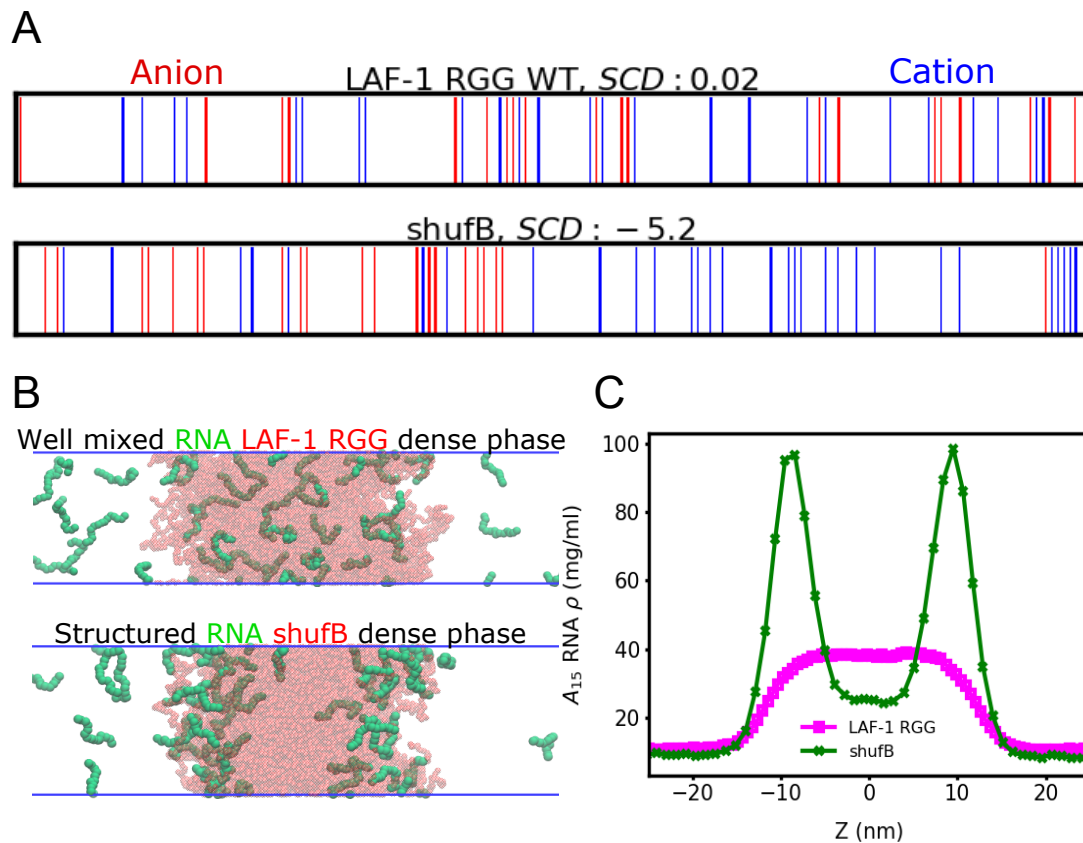 A
Anion
Cation
LAF-1 RGG WT, SCD : 0.02
shufB, SCD : −5.2
B
Well mixed RNA LAF-1 RGG dense phase
Structured RNA shufB dense phase
C
100
80
60
40
20
A₁₅ RNA ρ (mg/ml)
LAF-1 RGG
shufB
−20 −10 0 10 20
Z (nm)